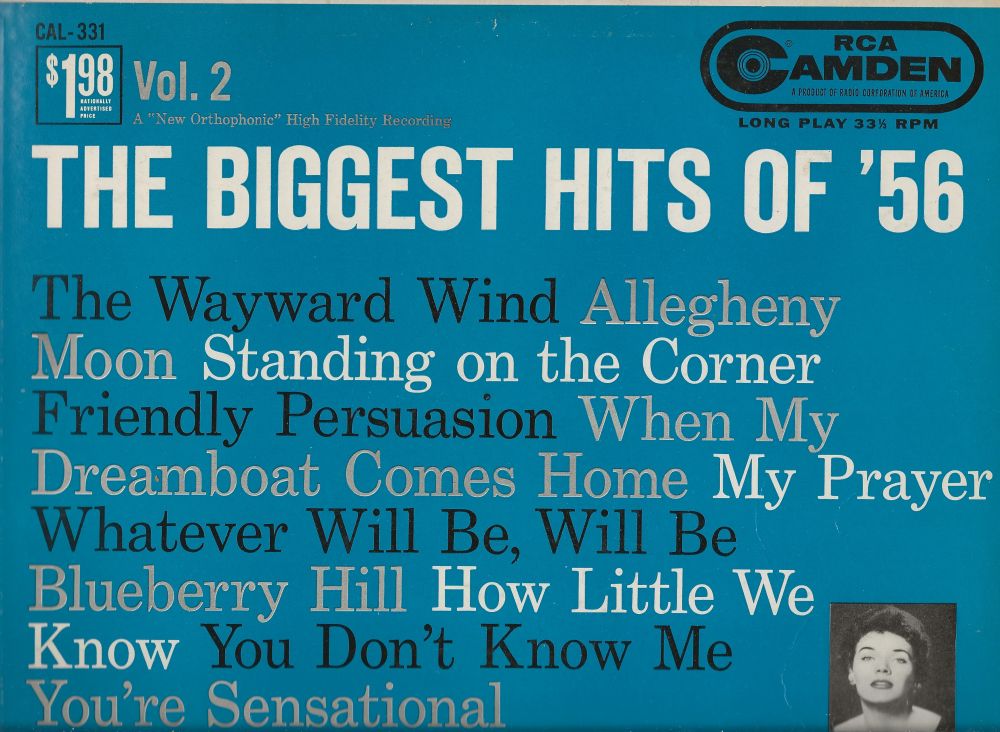 CAL-331
$1.98
NATIONALLY
ADVERTISED
PRICE
Vol. 2
A "New Orthophonic" High Fidelity Recording
RCA
CAMDEN
A PRODUCT OF RADIO CORPORATION OF AMERICA
LONG PLAY 33⅓ RPM
THE BIGGEST HITS OF '56
The Wayward Wind Allegheny
Moon Standing on the Corner
Friendly Persuasion When My
Dreamboat Comes Home My Prayer
Whatever Will Be, Will Be
Blueberry Hill How Little We
Know You Don't Know Me
You're Sensational